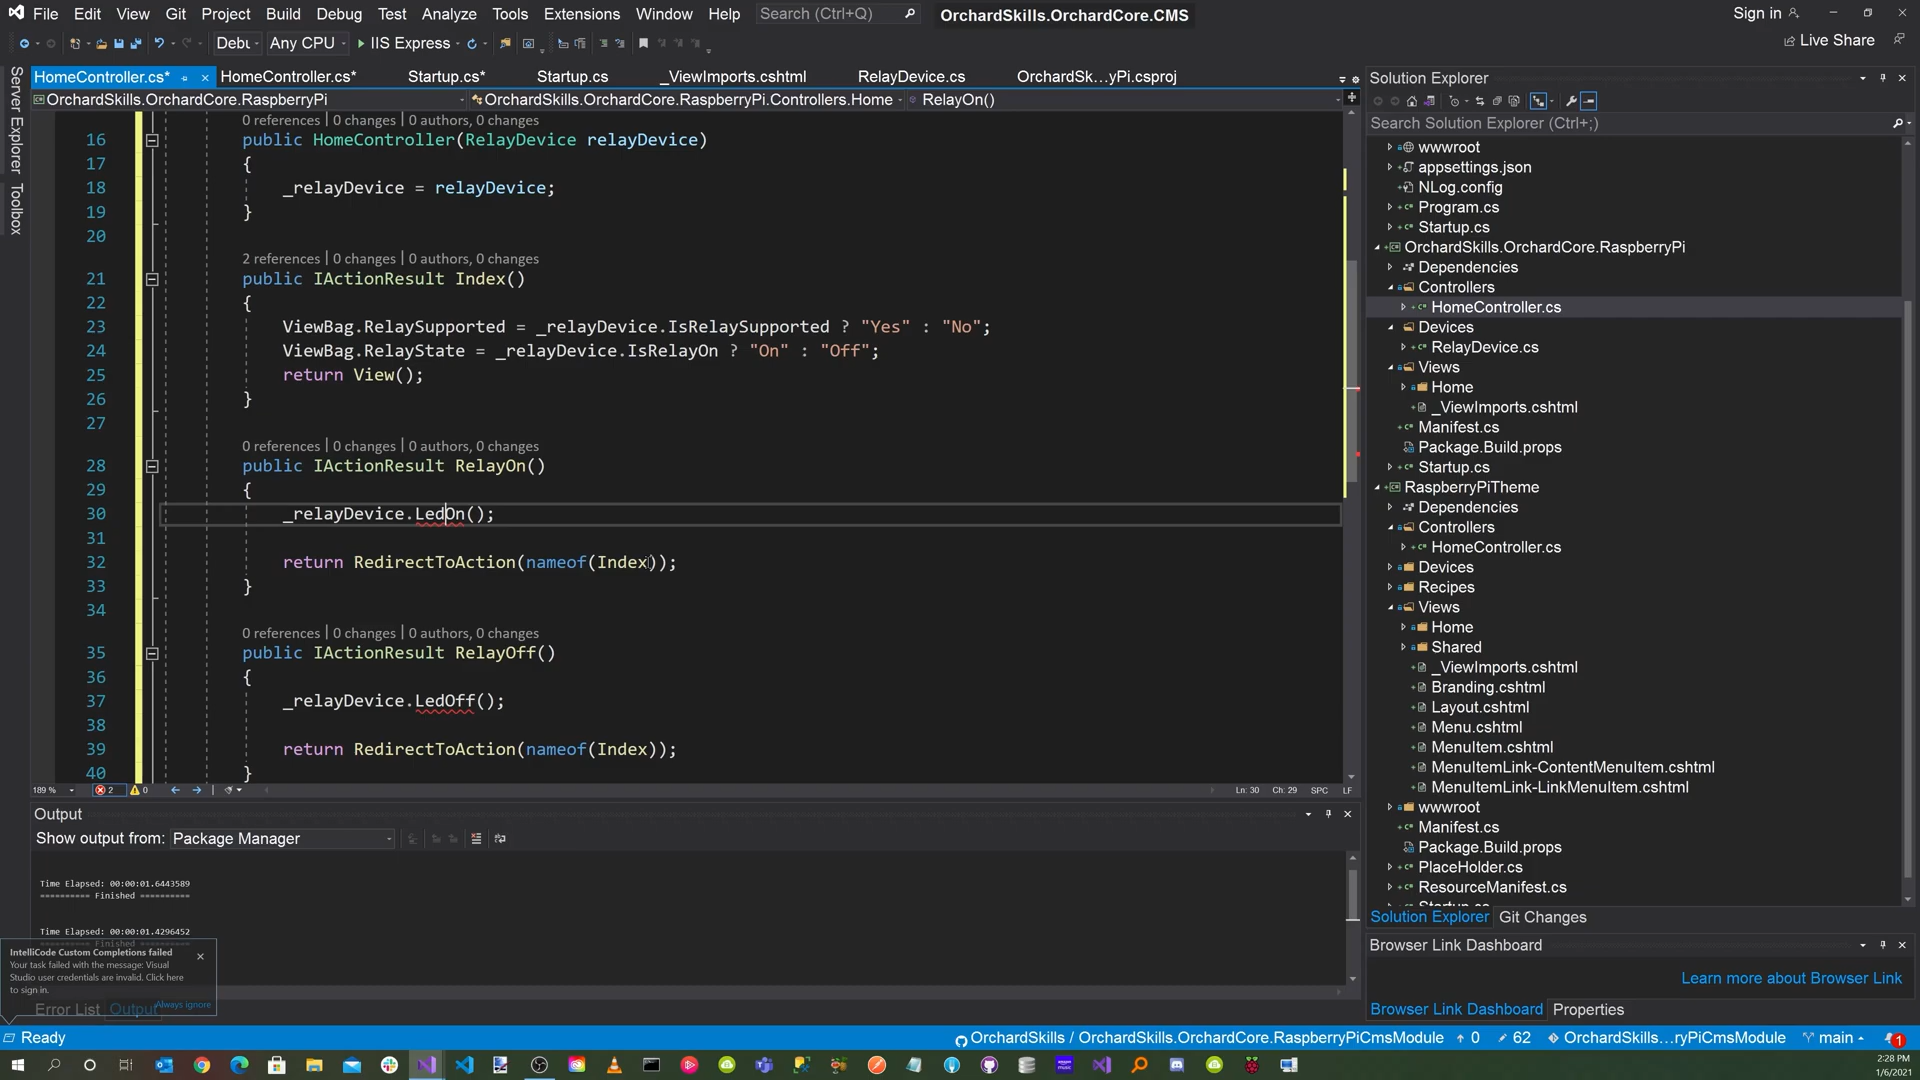 File Edit View Git Project Build Debug Test Analyze Tools Extensions Window Help Search (Ctrl+Q) OrchardSkills.OrchardCore.CMS Sign in
Debu Any CPU IIS Express Live Share
HomeController.cs* HomeController.cs* Startup.cs* Startup.cs _ViewImports.cshtml RelayDevice.cs OrchardSk...yPi.csproj
OrchardSkills.OrchardCore.RaspberryPi OrchardSkills.OrchardCore.RaspberryPi.Controllers.Home RelayOn()
Server Explorer
Toolbox
0 references | 0 changes | 0 authors, 0 changes
16 public HomeController(RelayDevice relayDevice)
17 {
18 _relayDevice = relayDevice;
19 }
20
2 references | 0 changes | 0 authors, 0 changes
21 public IActionResult Index()
22 {
23 ViewBag.RelaySupported = _relayDevice.IsRelaySupported ? "Yes" : "No";
24 ViewBag.RelayState = _relayDevice.IsRelayOn ? "On" : "Off";
25 return View();
26 }
27
0 references | 0 changes | 0 authors, 0 changes
28 public IActionResult RelayOn()
29 {
30 _relayDevice.LedOn();
31
32 return RedirectToAction(nameof(Index));
33 }
34
0 references | 0 changes | 0 authors, 0 changes
35 public IActionResult RelayOff()
36 {
37 _relayDevice.LedOff();
38
39 return RedirectToAction(nameof(Index));
40 }
189 % 2 0 Ln: 30 Ch: 29 SPC LF
Output
Show output from: Package Manager
Time Elapsed: 00:00:01.6443589
========== Finished ==========
Time Elapsed: 00:00:01.4296452
========== Finished ==========
IntelliCode Custom Completions failed
Your task failed with the message: Visual
Studio user credentials are invalid. Click here
to sign in.
Always ignore
Error List Output
Solution Explorer
Search Solution Explorer (Ctrl+;)
wwwroot
appsettings.json
NLog.config
Program.cs
Startup.cs
OrchardSkills.OrchardCore.RaspberryPi
Dependencies
Controllers
HomeController.cs
Devices
RelayDevice.cs
Views
Home
_ViewImports.cshtml
Manifest.cs
Package.Build.props
Startup.cs
RaspberryPiTheme
Dependencies
Controllers
HomeController.cs
Devices
Recipes
Views
Home
Shared
_ViewImports.cshtml
Branding.cshtml
Layout.cshtml
Menu.cshtml
MenuItem.cshtml
MenuItemLink-ContentMenuItem.cshtml
MenuItemLink-LinkMenuItem.cshtml
wwwroot
Manifest.cs
Package.Build.props
PlaceHolder.cs
ResourceManifest.cs
Startup.cs
Solution Explorer Git Changes
Browser Link Dashboard
Learn more about Browser Link
Browser Link Dashboard Properties
Ready OrchardSkills / OrchardSkills.OrchardCore.RaspberryPiCmsModule 0 62 OrchardSkills...ryPiCmsModule main 1
2:28 PM
1/6/2021